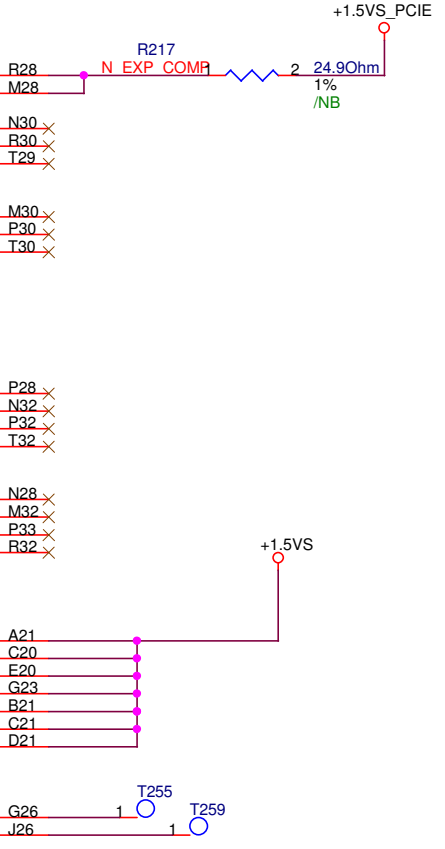 +1.5VS_PCIE
R217
R28 N_EXP_COMP 1 2 24.9Ohm
M28 1%
/NB
N30
R30
T29
M30
P30
T30
P28
N32
P32
T32
N28
M32
P33
R32
+1.5VS
A21
C20
E20
G23
B21
C21
D21
T255
G26 1 T259
J26 1